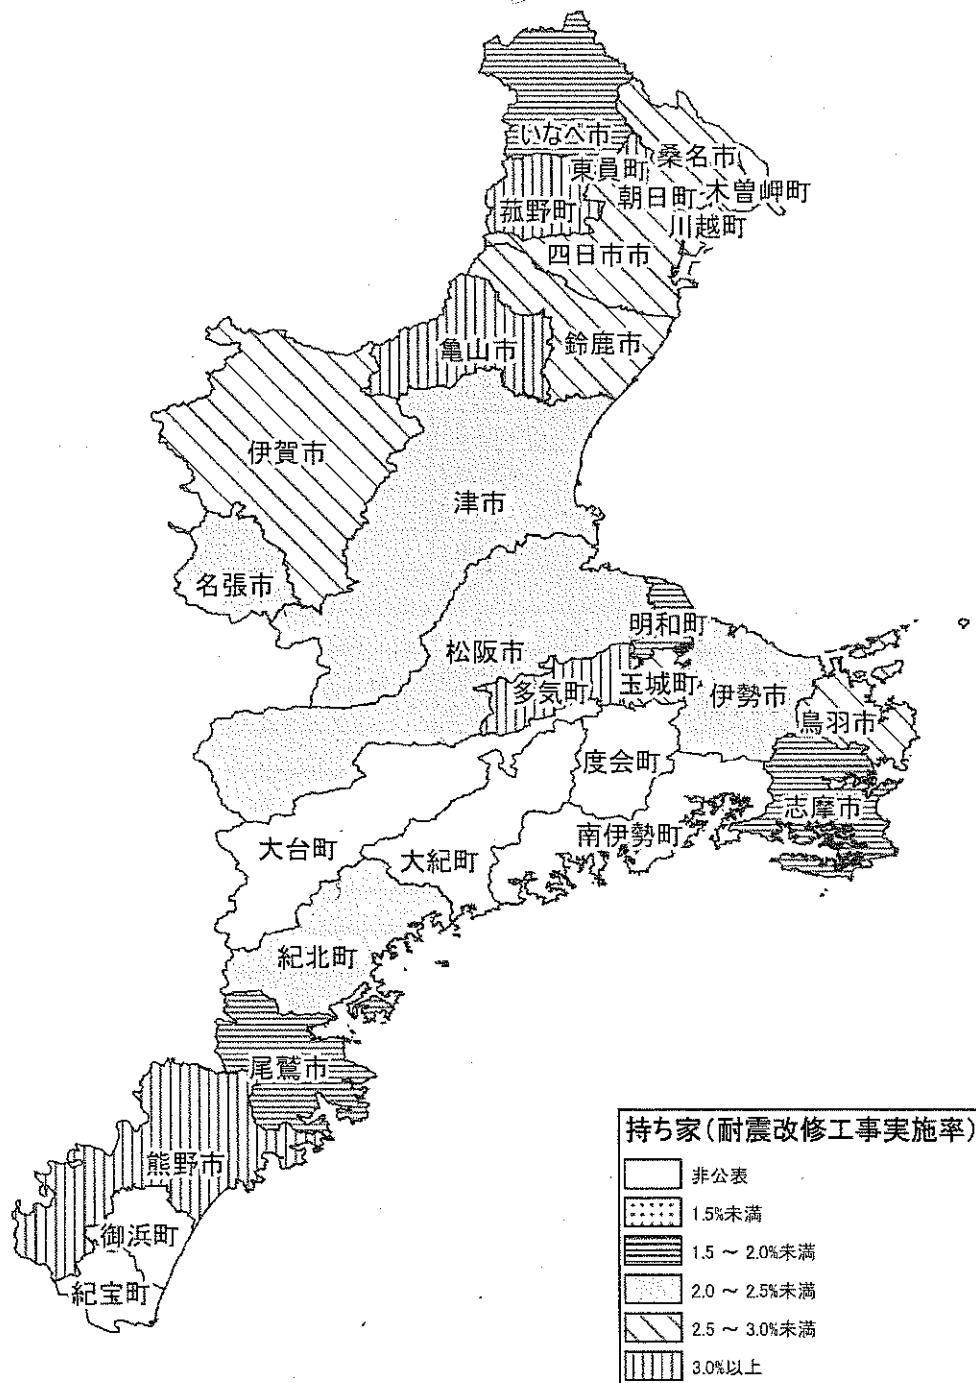 いなべ市
桑名市
東員町
朝日町
木曽岬町
菰野町
川越町
四日市市
亀山市
鈴鹿市
伊賀市
津市
名張市
明和町
松阪市
多気町
玉城町
伊勢市
鳥羽市
度会町
志摩市
南伊勢町
大台町
大紀町
紀北町
尾鷲市
熊野市
御浜町
紀宝町
持ち家(耐震改修工事実施率)
非公表
1.5%未満
1.5 ～ 2.0%未満
2.0 ～ 2.5%未満
2.5 ～ 3.0%未満
3.0%以上